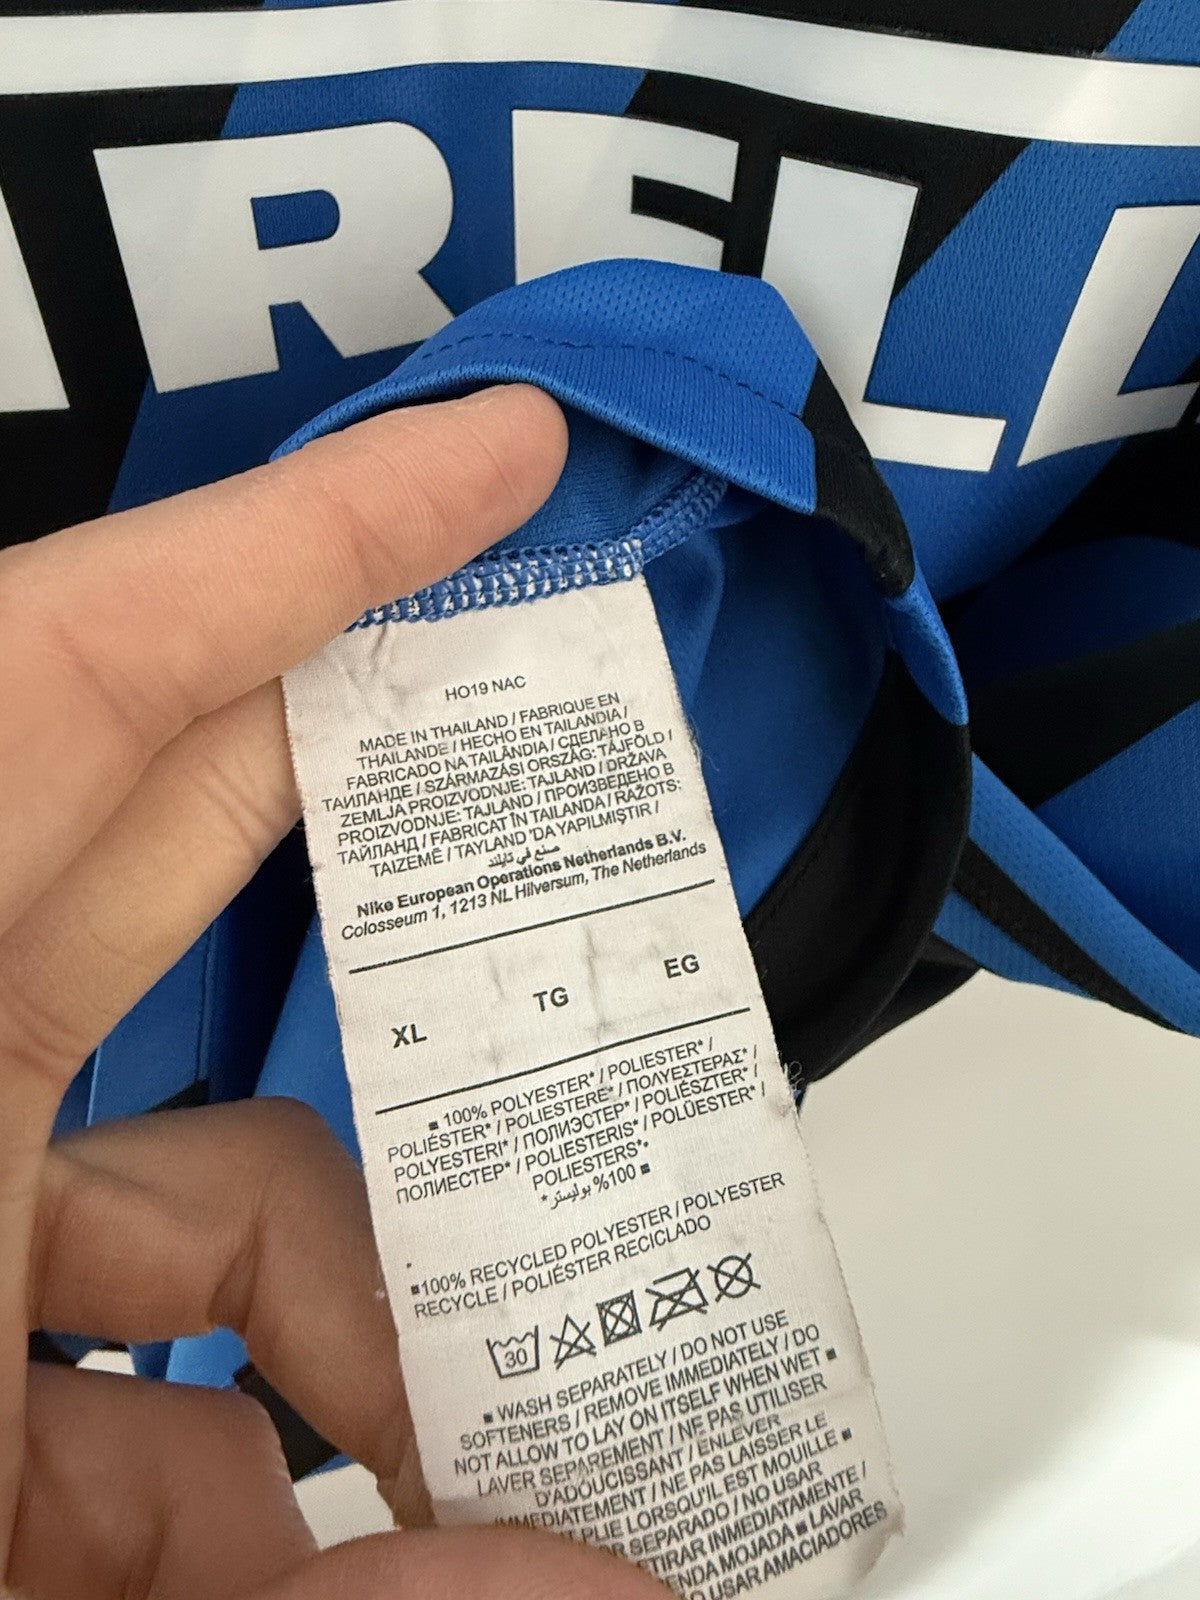 RELL
HO19 NAC
MADE IN THAILAND / FABRIQUE EN
THAILANDE / HECHO EN TAILANDIA /
FABRICADO NA TAILÂNDIA / СДЕЛАНО В
ТАИЛАНДЕ / SZÁRMAZÁSI ORSZÁG: TÁJFÖLD /
ZEMLJA PROIZVODNJE: TAJLAND / DRŽAVA
PROIZVODNJE: TAJLAND / ПРОИЗВЕДЕНО В
ТАЙЛАНД / FABRICAT ÎN TAILANDA / RAŽOTS:
TAIZEMĒ / TAYLAND 'DA YAPILMIŞTIR /
صنع في تايلند
Nike European Operations Netherlands B.V.
Colosseum 1, 1213 NL Hilversum, The Netherlands
XL TG EG
■ 100% POLYESTER* / POLIESTER* /
POLIÉSTER* / POLIESTERE* / ΠΟΛΥΕΣΤΕΡΑΣ* /
POLYESTERI* / ПОЛИЭСТЕР* / POLIÉSZTER* /
ПОЛИЕСТЕР* / POLIESTERIS* / POLÜESTER* /
POLIESTERS*
■ 100% بوليستر*
*
■100% RECYCLED POLYESTER / POLYESTER
RECYCLE / POLIÉSTER RECICLADO
30
■ WASH SEPARATELY / DO NOT USE
SOFTENERS / REMOVE IMMEDIATELY / DO
NOT ALLOW TO LAY ON ITSELF WHEN WET ■
LAVER SEPAREMENT / NE PAS UTILISER
D'ADOUCISSANT / ENLEVER
IMMEDIATEMENT / NE PAS LAISSER LE
PLIE LORSQU'IL EST MOUILLE ■
SEPARADO / NO USAR
INMEDIATAMENTE /
MOJADA ■ LAVAR
USAR AMACIADORES